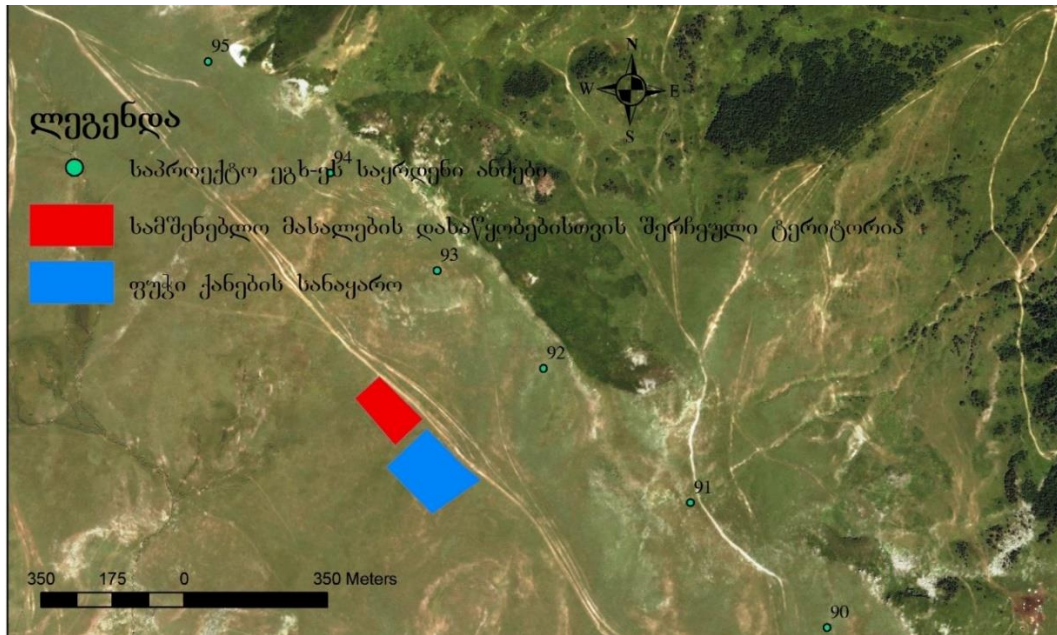 95
N
W E
S
ლეგენდა
94
საპროექტო ეგხ-ეს საყრდენი ანძები
სამშენებლო მასალების დასაწყობებისთვის შერჩეული ტერიტორია
93
ფუჭი ქანების სანაყარო
92
91
350 175 0 350 Meters
90